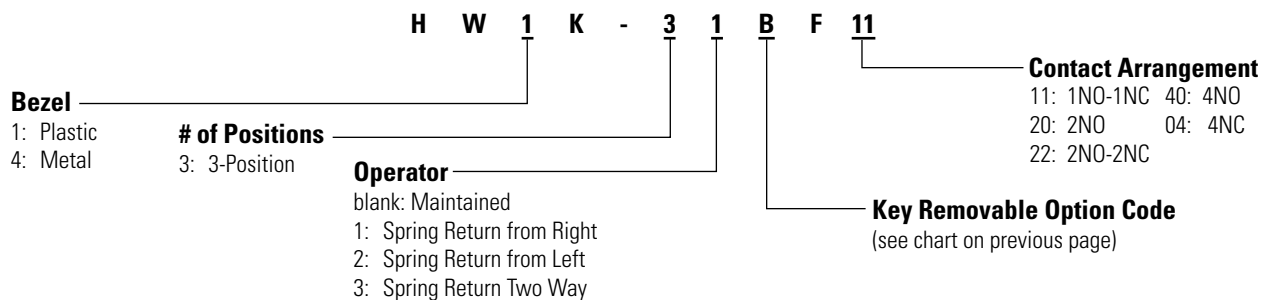 H W 1 K - 3 1 B F 11
Bezel
1: Plastic
4: Metal
# of Positions
3: 3-Position
Operator
blank: Maintained
1: Spring Return from Right
2: Spring Return from Left
3: Spring Return Two Way
Contact Arrangement
11: 1NO-1NC 40: 4NO
20: 2NO 04: 4NC
22: 2NO-2NC
Key Removable Option Code
(see chart on previous page)